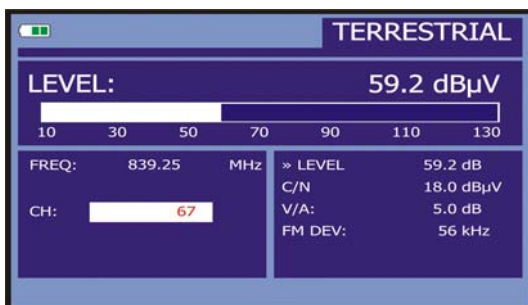 TERRESTRIAL
LEVEL: 59.2 dBµV
10 30 50 70 90 110 130
FREQ: 839.25 MHz
CH: 67
» LEVEL 59.2 dB
C/N 18.0 dBµV
V/A: 5.0 dB
FM DEV: 56 kHz